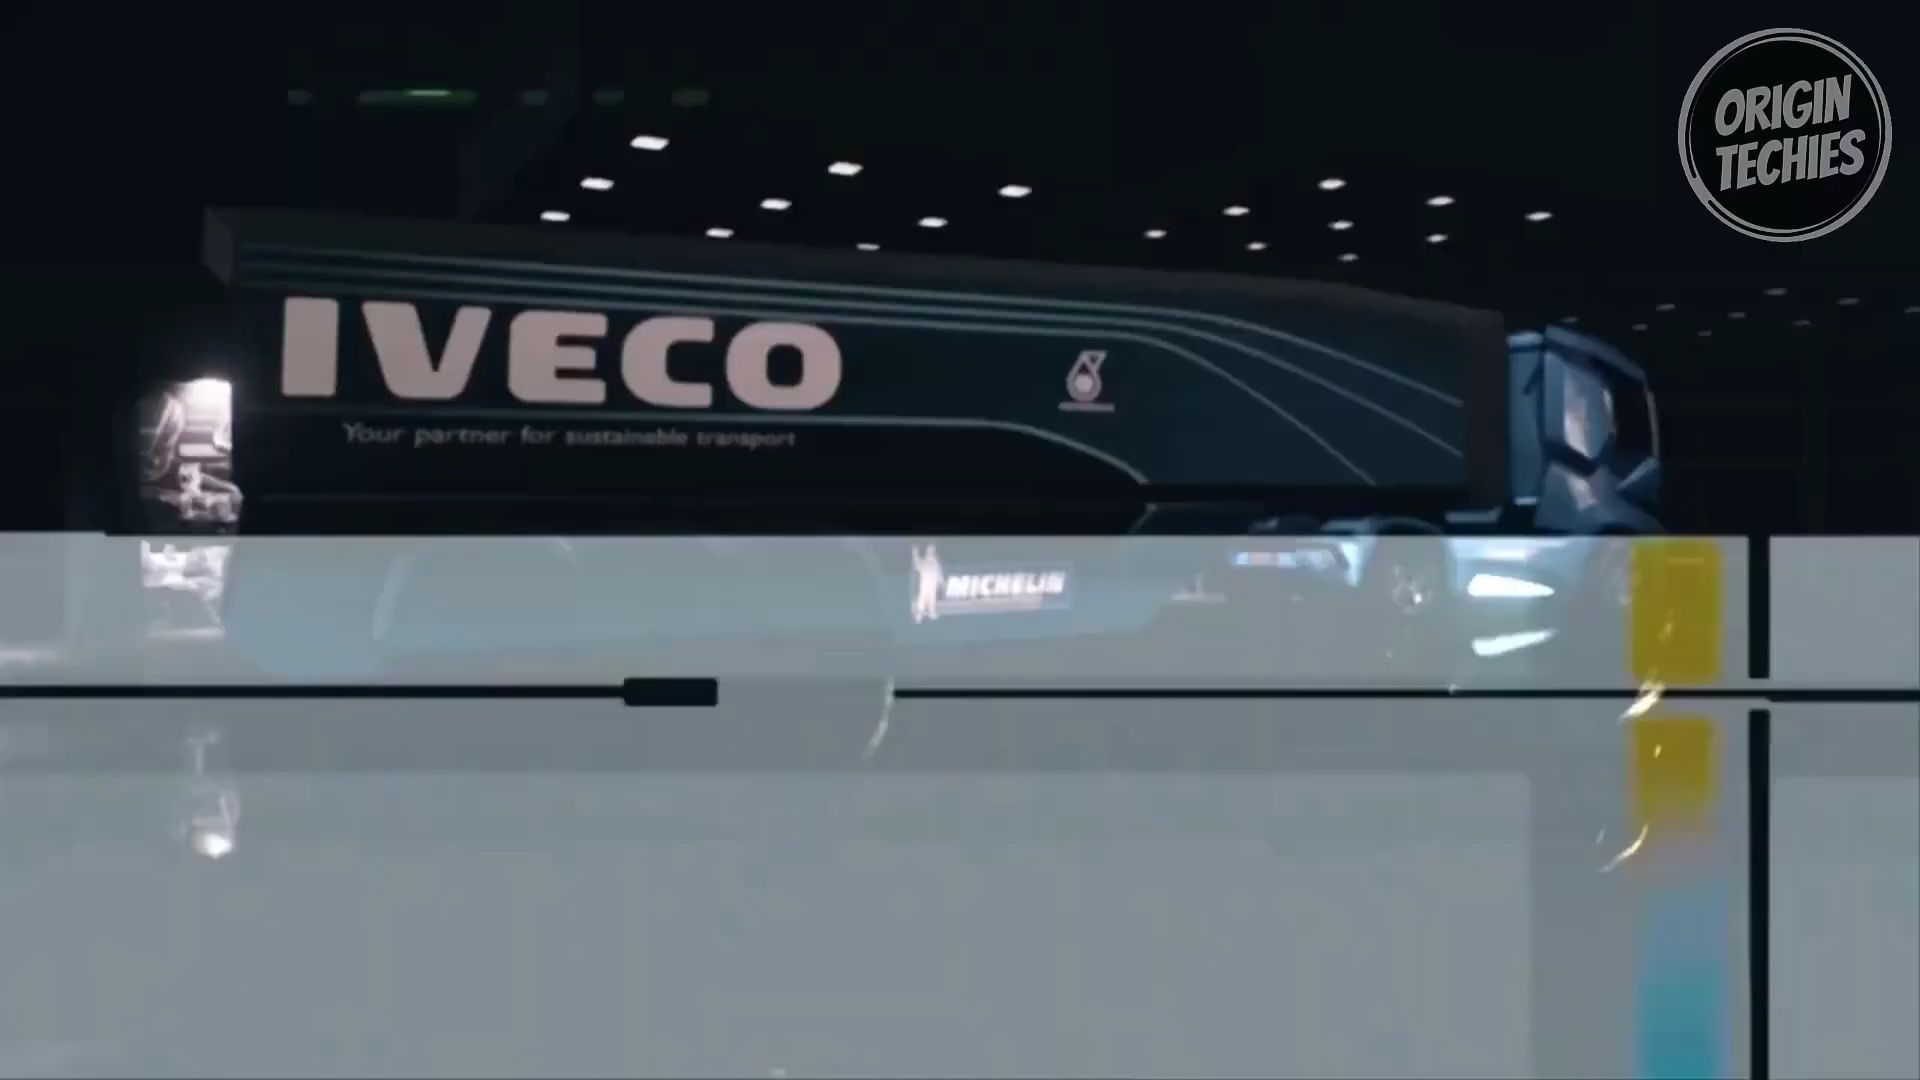 ORIGIN
TECHIES
IVECO
Your partner for sustainable transport
MICHELIN